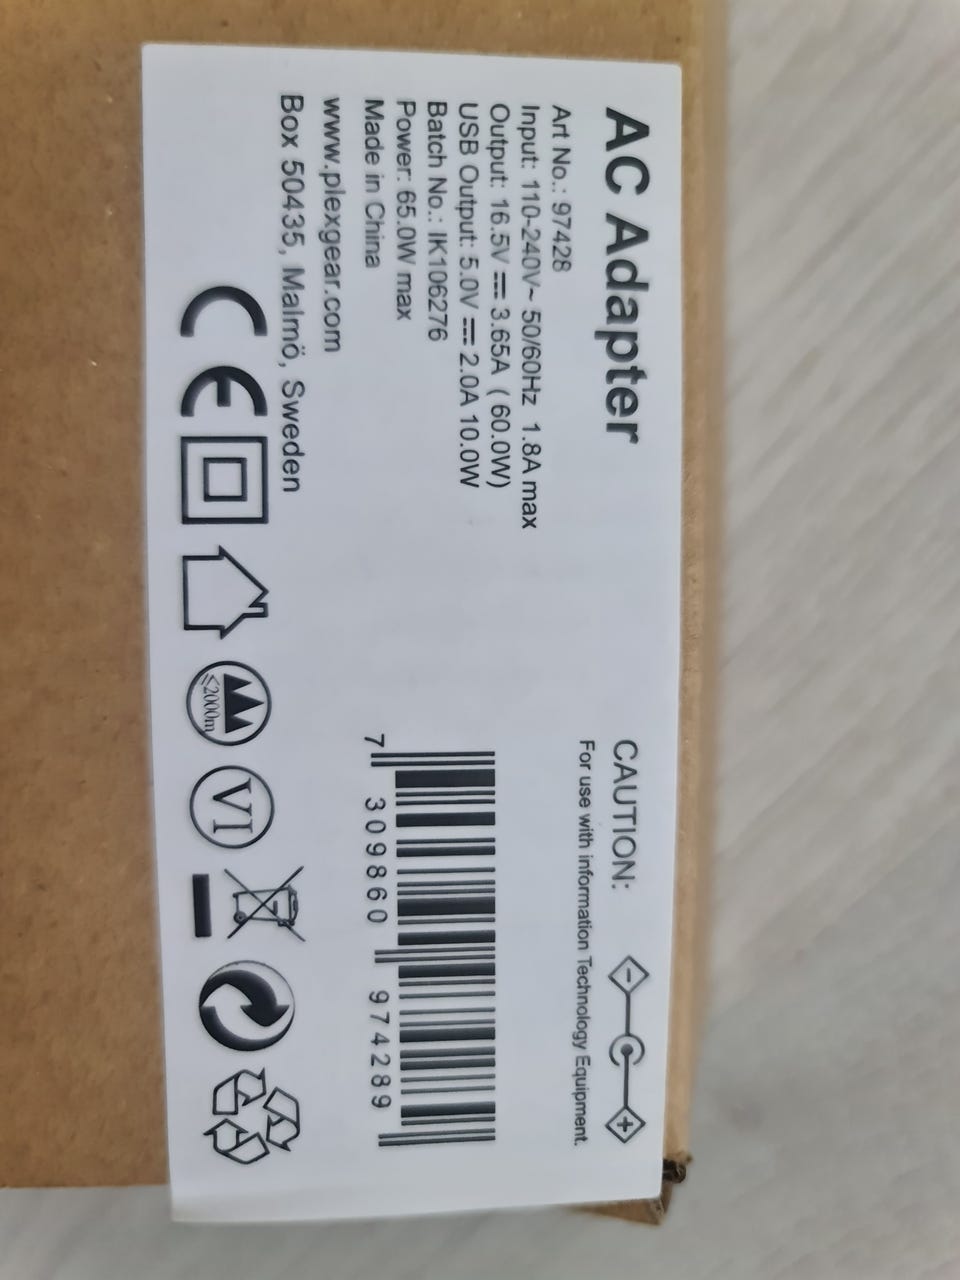 AC Adapter
Art No.: 97428
Input: 110-240V~ 50/60Hz 1.8A max
Output: 16.5V ⎓ 3.65A ( 60.0W)
USB Output: 5.0V ⎓ 2.0A 10.0W
Batch No.: IK106276
Power: 65.0W max
Made in China
www.plexgear.com
Box 50435, Malmö, Sweden
CAUTION:
- +
For use with information Technology Equipment.
7 309860 974289
CE
≤2000m
VI